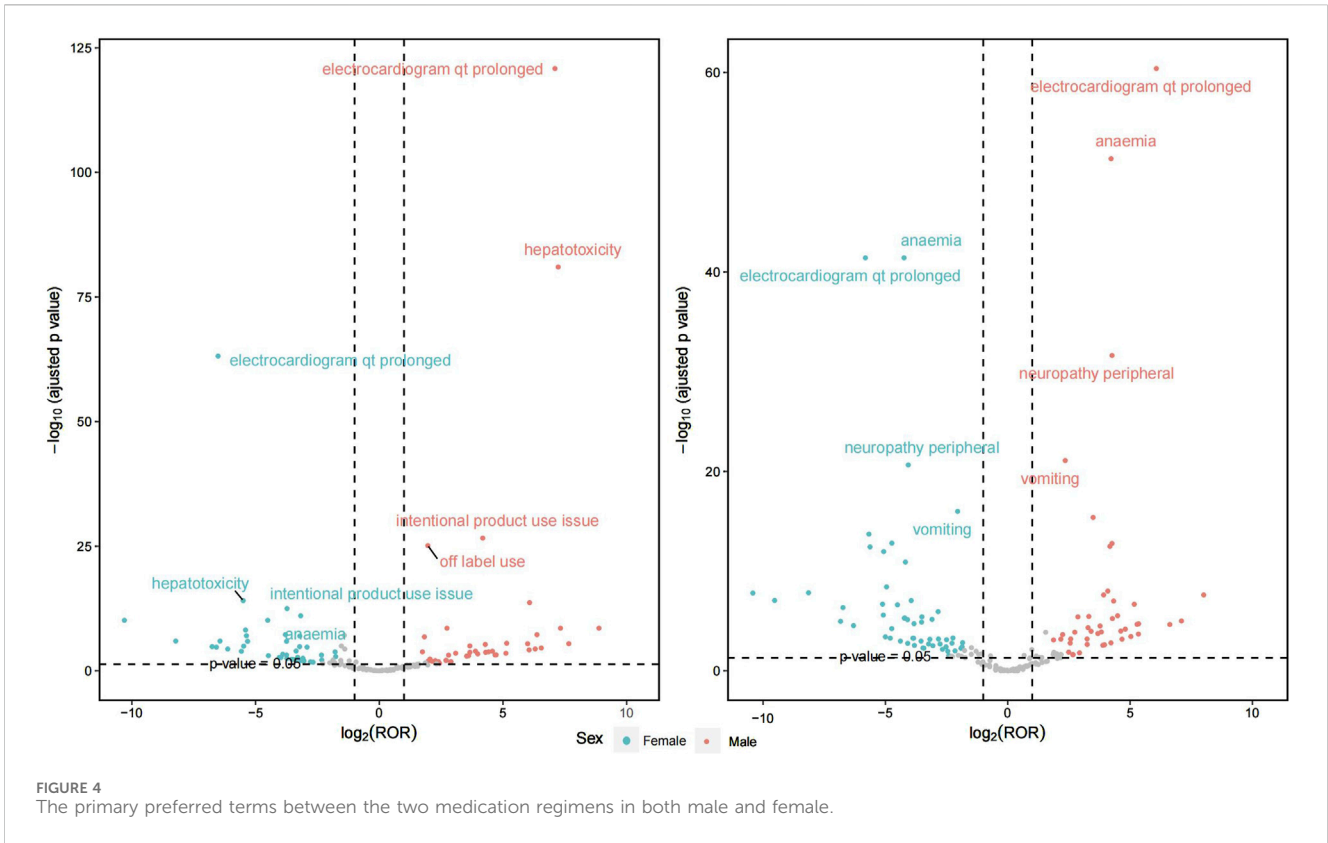 125
100
75
50
25
0
−log10 (ajusted p value)
electrocardiogram qt prolonged
hepatotoxicity
electrocardiogram qt prolonged
intentional product use issue
off label use
hepatotoxicity
intentional product use issue
anaemia
p value = 0.05
−10
−5
0
5
10
log2(ROR)
60
40
20
0
−log10 (ajusted p value)
electrocardiogram qt prolonged
anaemia
anaemia
electrocardiogram qt prolonged
neuropathy peripheral
neuropathy peripheral
vomiting
vomiting
p value = 0.05
−10
−5
0
5
10
log2(ROR)
Sex Female Male
FIGURE 4
The primary preferred terms between the two medication regimens in both male and female.